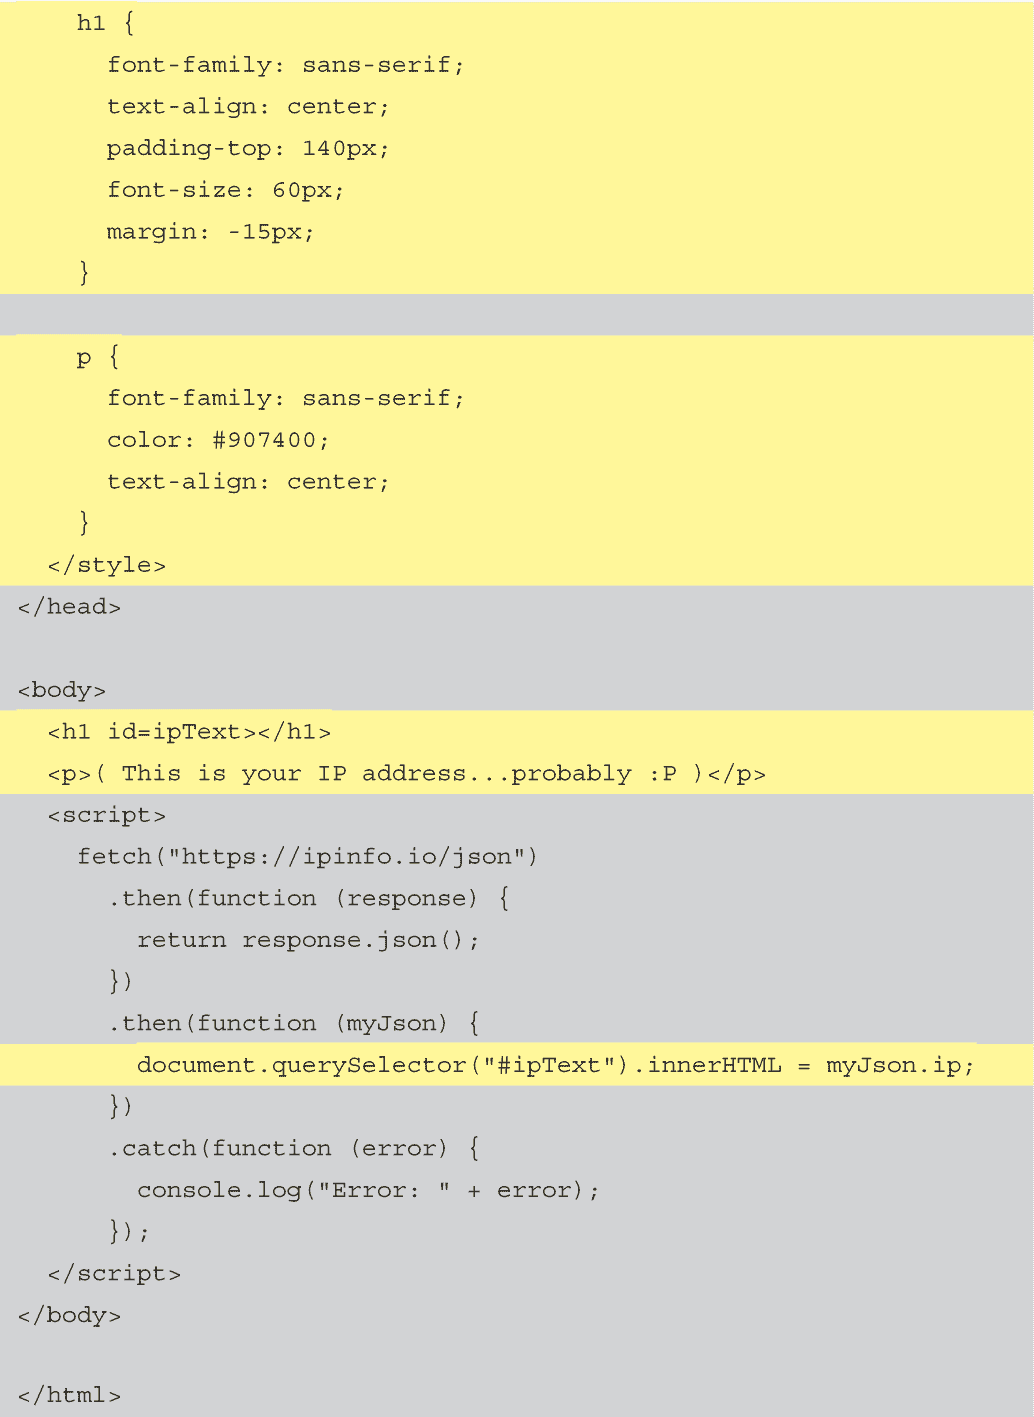 h1 {
      font-family: sans-serif;
      text-align: center;
      padding-top: 140px;
      font-size: 60px;
      margin: -15px;
    }

    p {
      font-family: sans-serif;
      color: #907400;
      text-align: center;
    }
  </style>
</head>

<body>
  <h1 id=ipText></h1>
  <p>( This is your IP address...probably :P )</p>
  <script>
    fetch("https://ipinfo.io/json")
      .then(function (response) {
        return response.json();
      })
      .then(function (myJson) {
        document.querySelector("#ipText").innerHTML = myJson.ip;
      })
      .catch(function (error) {
        console.log("Error: " + error);
      });
  </script>
</body>

</html>